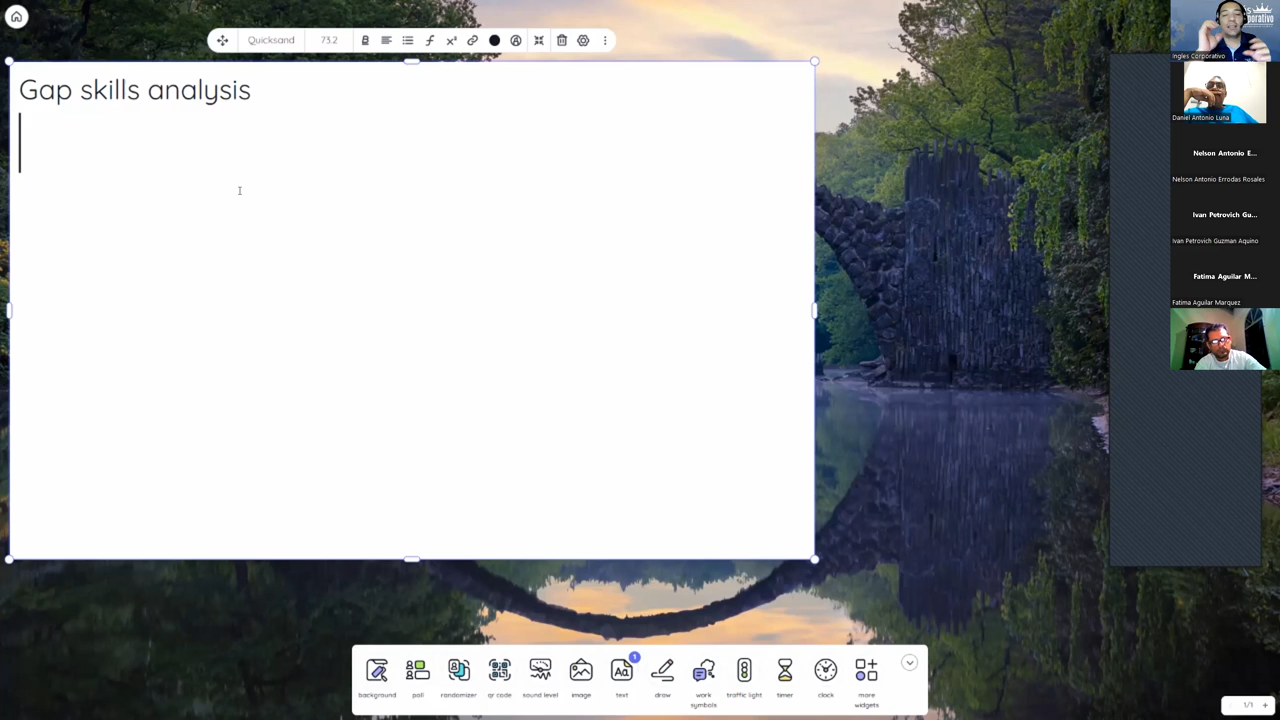 Quicksand
73.2
Gap skills analysis
Ingles Corporativo
Daniel Antonio Luna
Nelson Antonio E...
Nelson Antonio Errodas Rosales
Ivan Petrovich Gu...
Ivan Petrovich Guzman Aquino
Fatima Aguilar M...
Fatima Aguilar Marquez
1
background
poll
randomizer
qr code
sound level
image
text
draw
work symbols
traffic light
timer
clock
more widgets
1/1